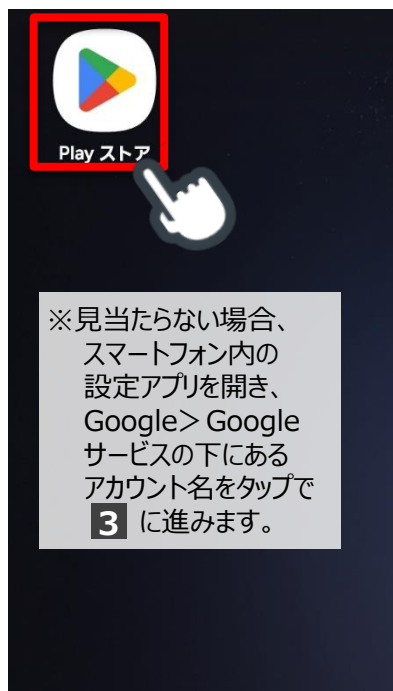 Play ストア
※見当たらない場合、
スマートフォン内の
設定アプリを開き、
Google＞Google
サービスの下にある
アカウント名をタップで
3 に進みます。